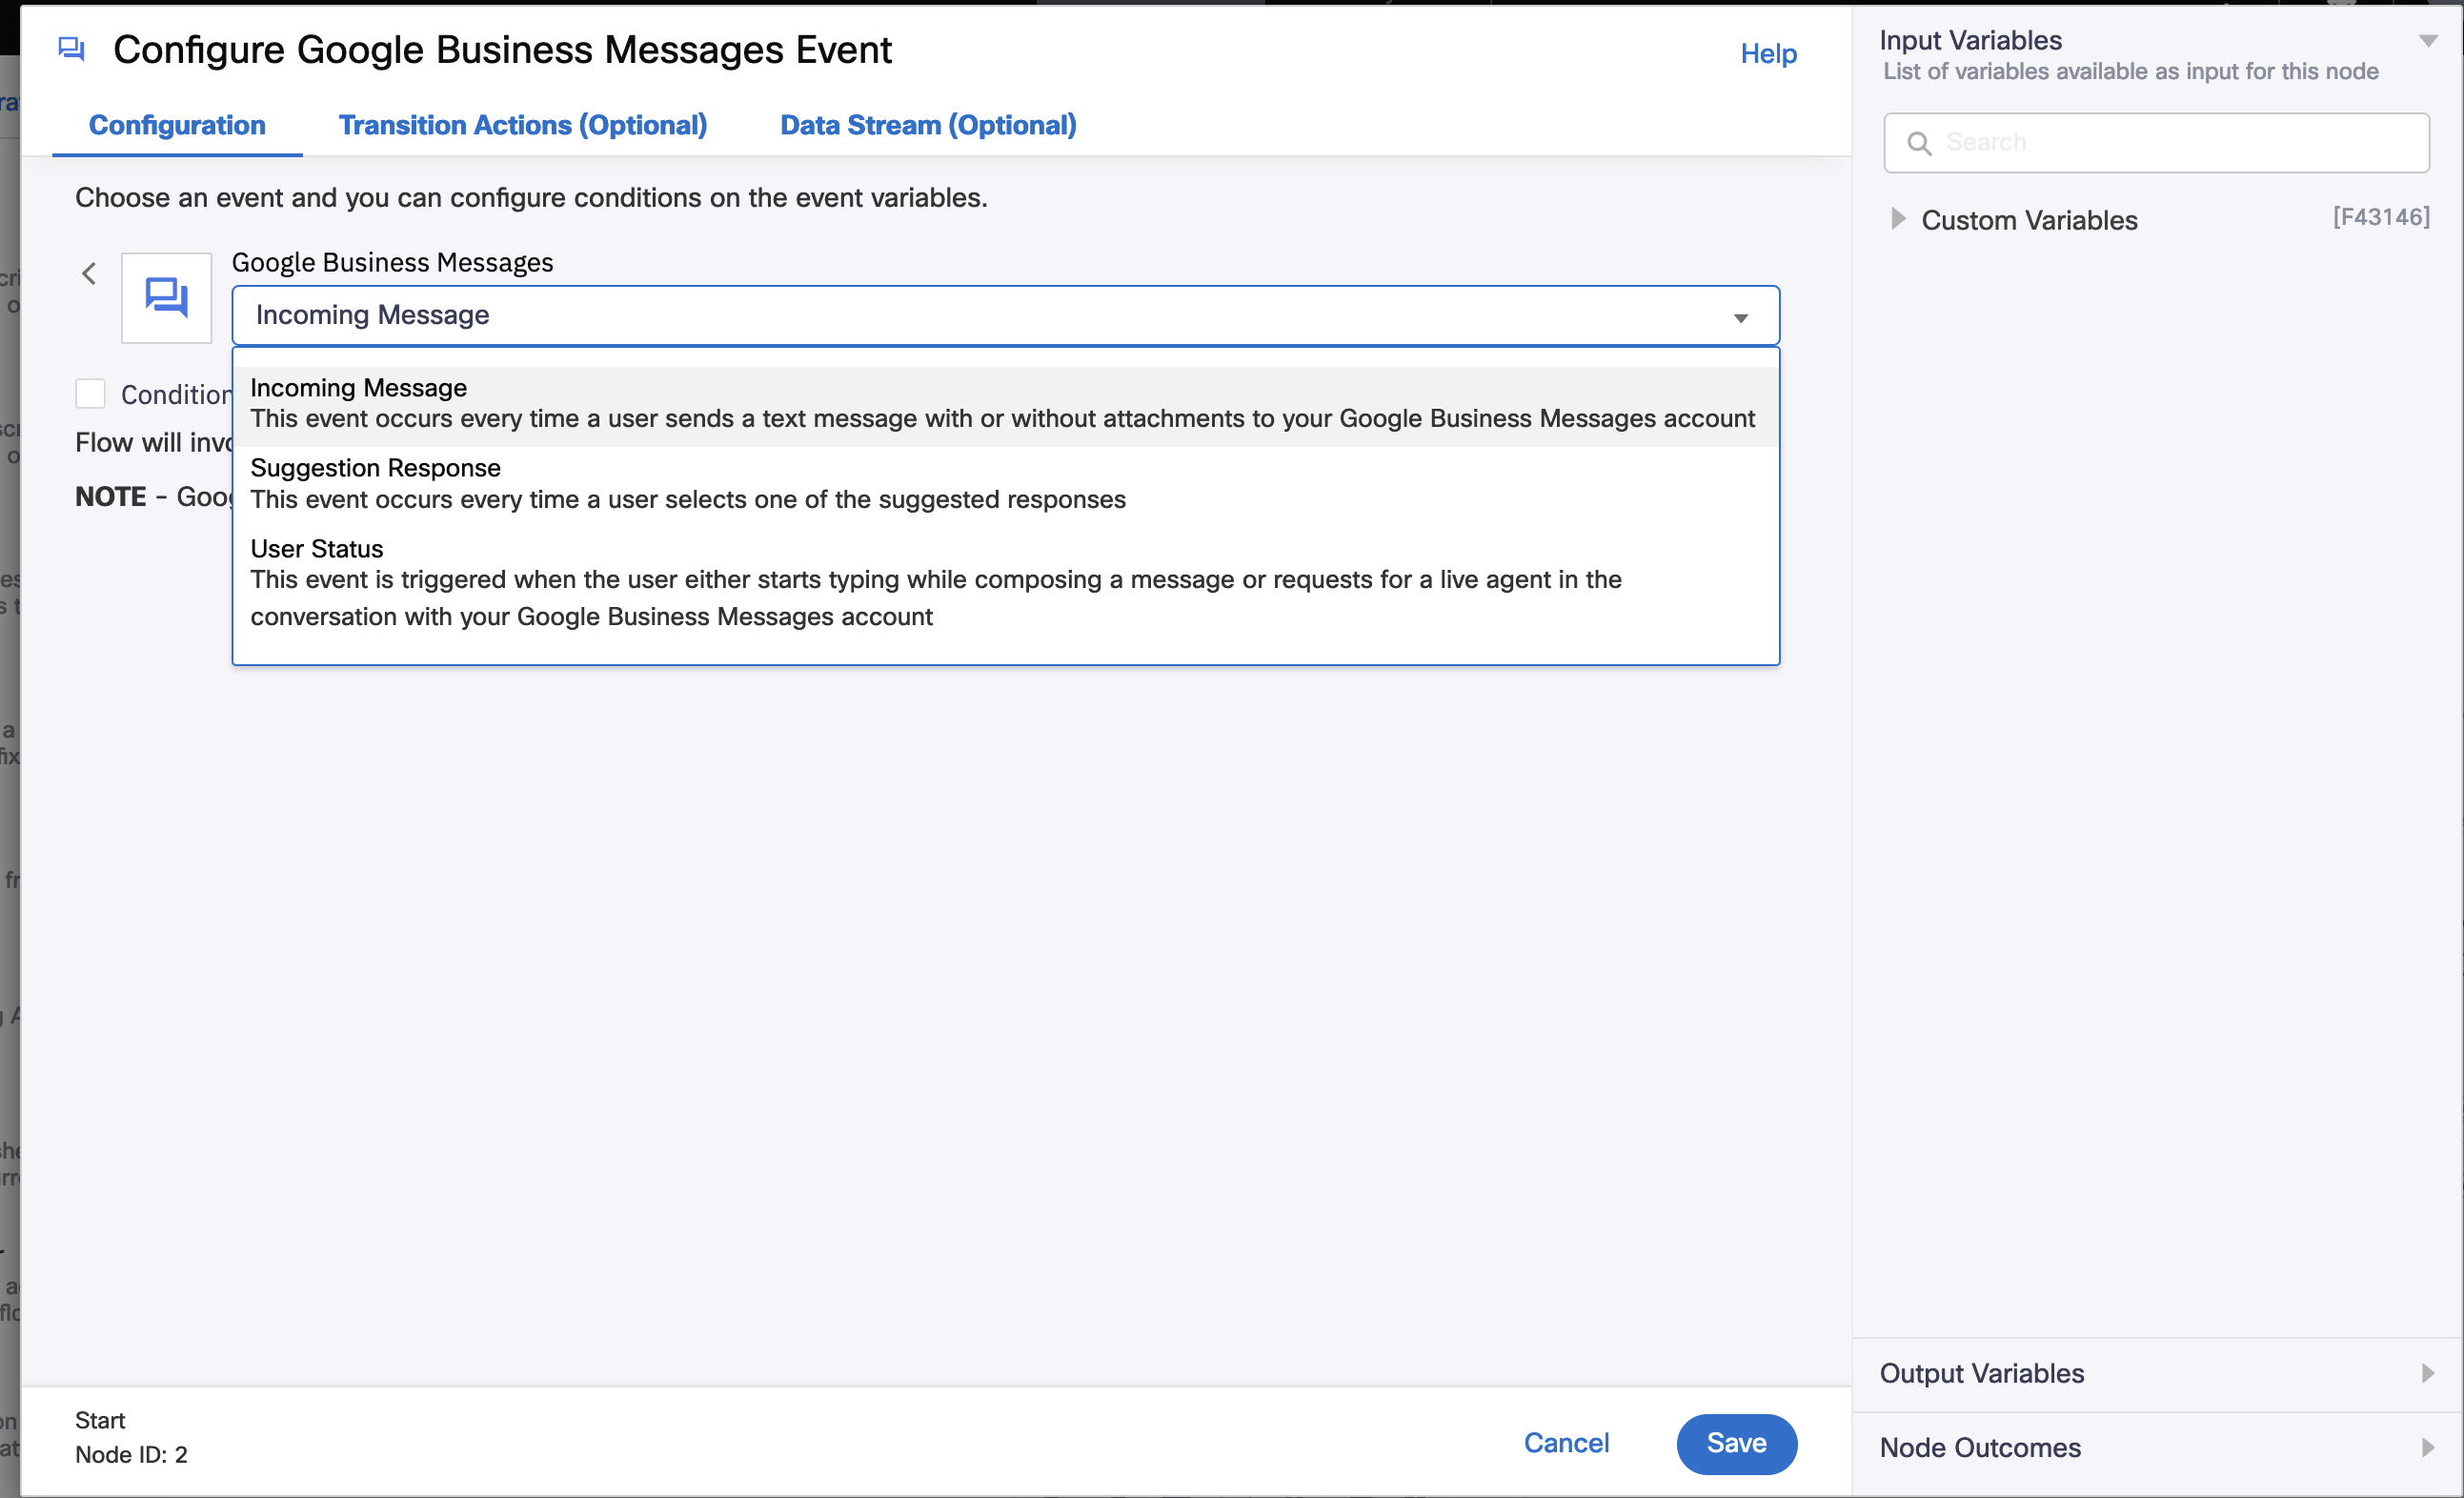 Configure Google Business Messages Event
Help
Configuration
Transition Actions (Optional)
Data Stream (Optional)
Choose an event and you can configure conditions on the event variables.
Google Business Messages
Incoming Message
Incoming Message
This event occurs every time a user sends a text message with or without attachments to your Google Business Messages account
Suggestion Response
This event occurs every time a user selects one of the suggested responses
User Status
This event is triggered when the user either starts typing while composing a message or requests for a live agent in the
conversation with your Google Business Messages account
Condition
Flow will
NOTE -
Start
Node ID: 2
Cancel
Save
Input Variables
List of variables available as input for this node
Search
Custom Variables
[F43146]
Output Variables
Node Outcomes